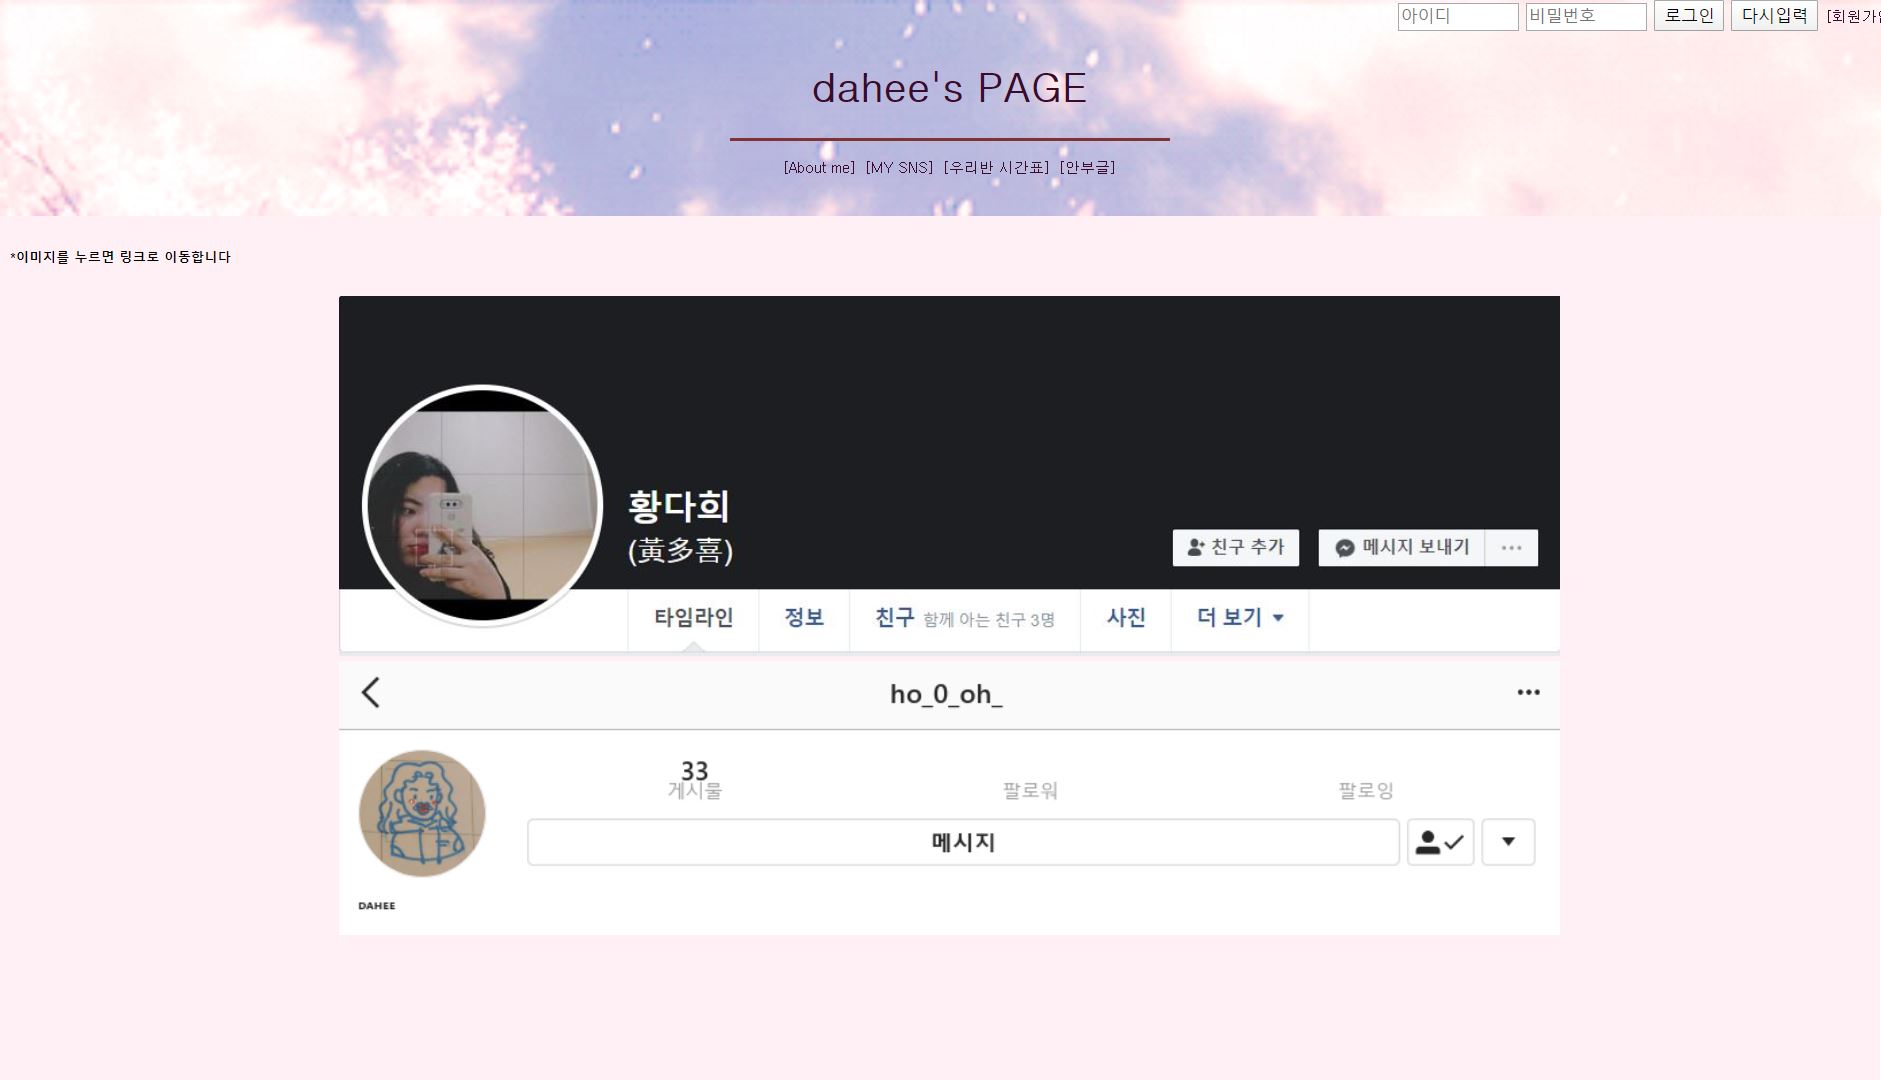 아이디 비밀번호 로그인 다시입력 [회원가
dahee's PAGE
[About me] [MY SNS] [우리반 시간표] [안부글]
*이미지를 누르면 링크로 이동합니다
황다희
(黃多喜)
친구 추가 메시지 보내기
타임라인 정보 친구 함께 아는 친구 3명 사진 더 보기
ho_0_oh_
33
게시물 팔로워 팔로잉
메시지
DAHEE